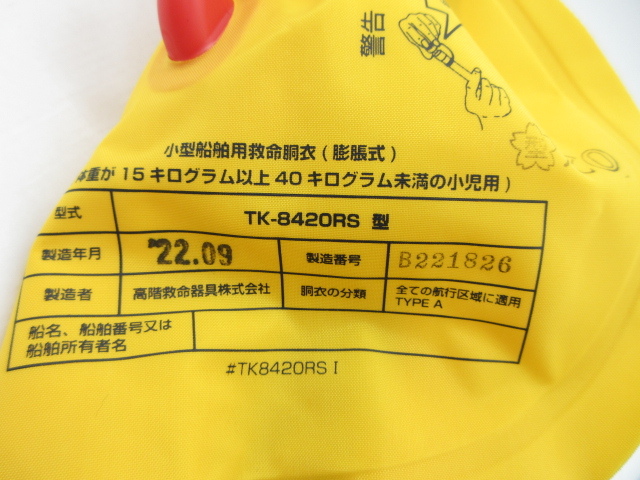 警告
小型船舶用救命胴衣(膨脹式)
体重が15キログラム以上40キログラム未満の小児用)
型式 TK-8420RS 型
製造年月 '22.09 製造番号 B221826
製造者 高階救命器具株式会社 胴衣の分類 全ての航行区域に適用
TYPE A
船名、船舶番号又は
船舶所有者名
#TK8420RS I